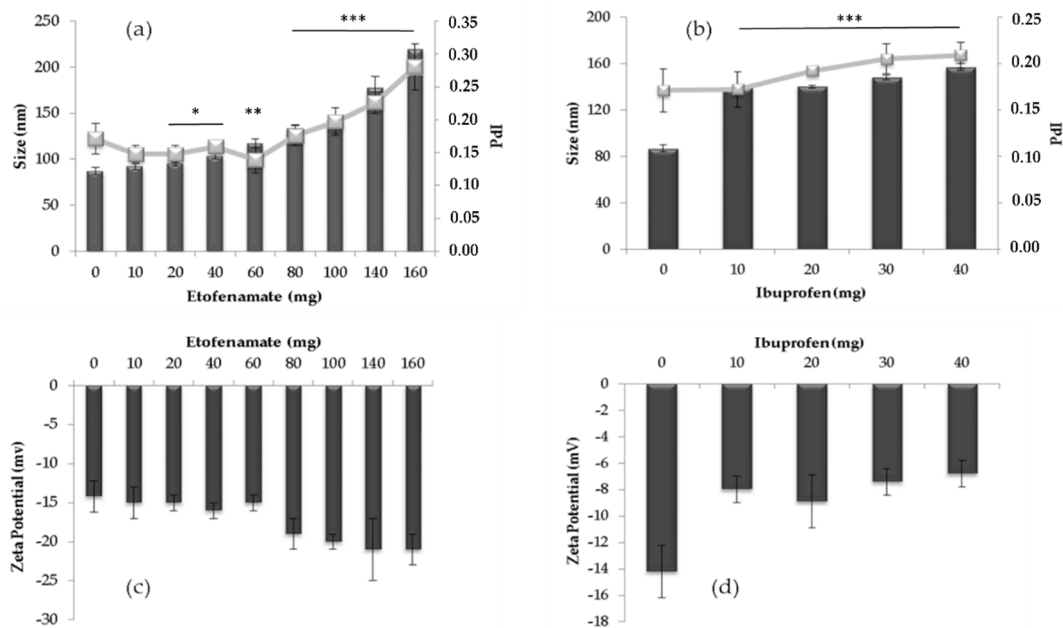 (a)
*
**
***
Size (nm)
250
200
150
100
50
0
0.35
0.30
0.25
0.20
0.15
0.10
0.05
0.00
PdI
0 10 20 40 60 80 100 140 160
Etofenamate (mg)
(b)
***
Size (nm)
200
160
120
80
40
0
0.25
0.20
0.15
0.10
0.05
0.00
PdI
0 10 20 30 40
Ibuprofen (mg)
Etofenamate (mg)
0 10 20 40 60 80 100 140 160
Zeta Potential (mv)
0
-5
-10
-15
-20
-25
-30
(c)
Ibuprofen (mg)
0 10 20 30 40
Zeta Potential (mV)
0
-2
-4
-6
-8
-10
-12
-14
-16
-18
(d)